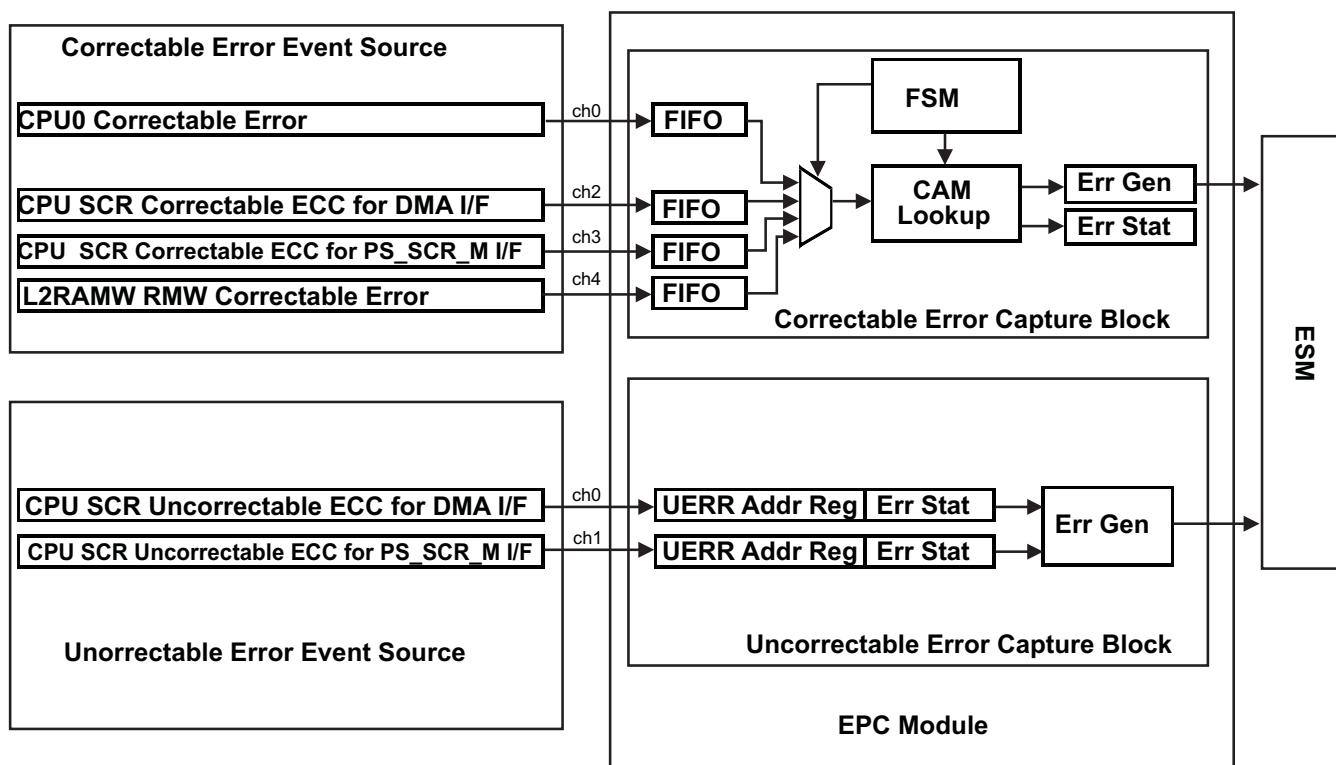 Correctable Error Event Source
CPU0 Correctable Error
ch0
FIFO
FSM
CPU SCR Correctable ECC for DMA I/F
ch2
FIFO
CAM
Lookup
Err Gen
Err Stat
CPU SCR Correctable ECC for PS_SCR_M I/F
ch3
FIFO
L2RAMW RMW Correctable Error
ch4
FIFO
Correctable Error Capture Block
ESM
CPU SCR Uncorrectable ECC for DMA I/F
ch0
UERR Addr Reg
Err Stat
Err Gen
CPU SCR Uncorrectable ECC for PS_SCR_M I/F
ch1
UERR Addr Reg
Err Stat
Unorrectable Error Event Source
Uncorrectable Error Capture Block
EPC Module